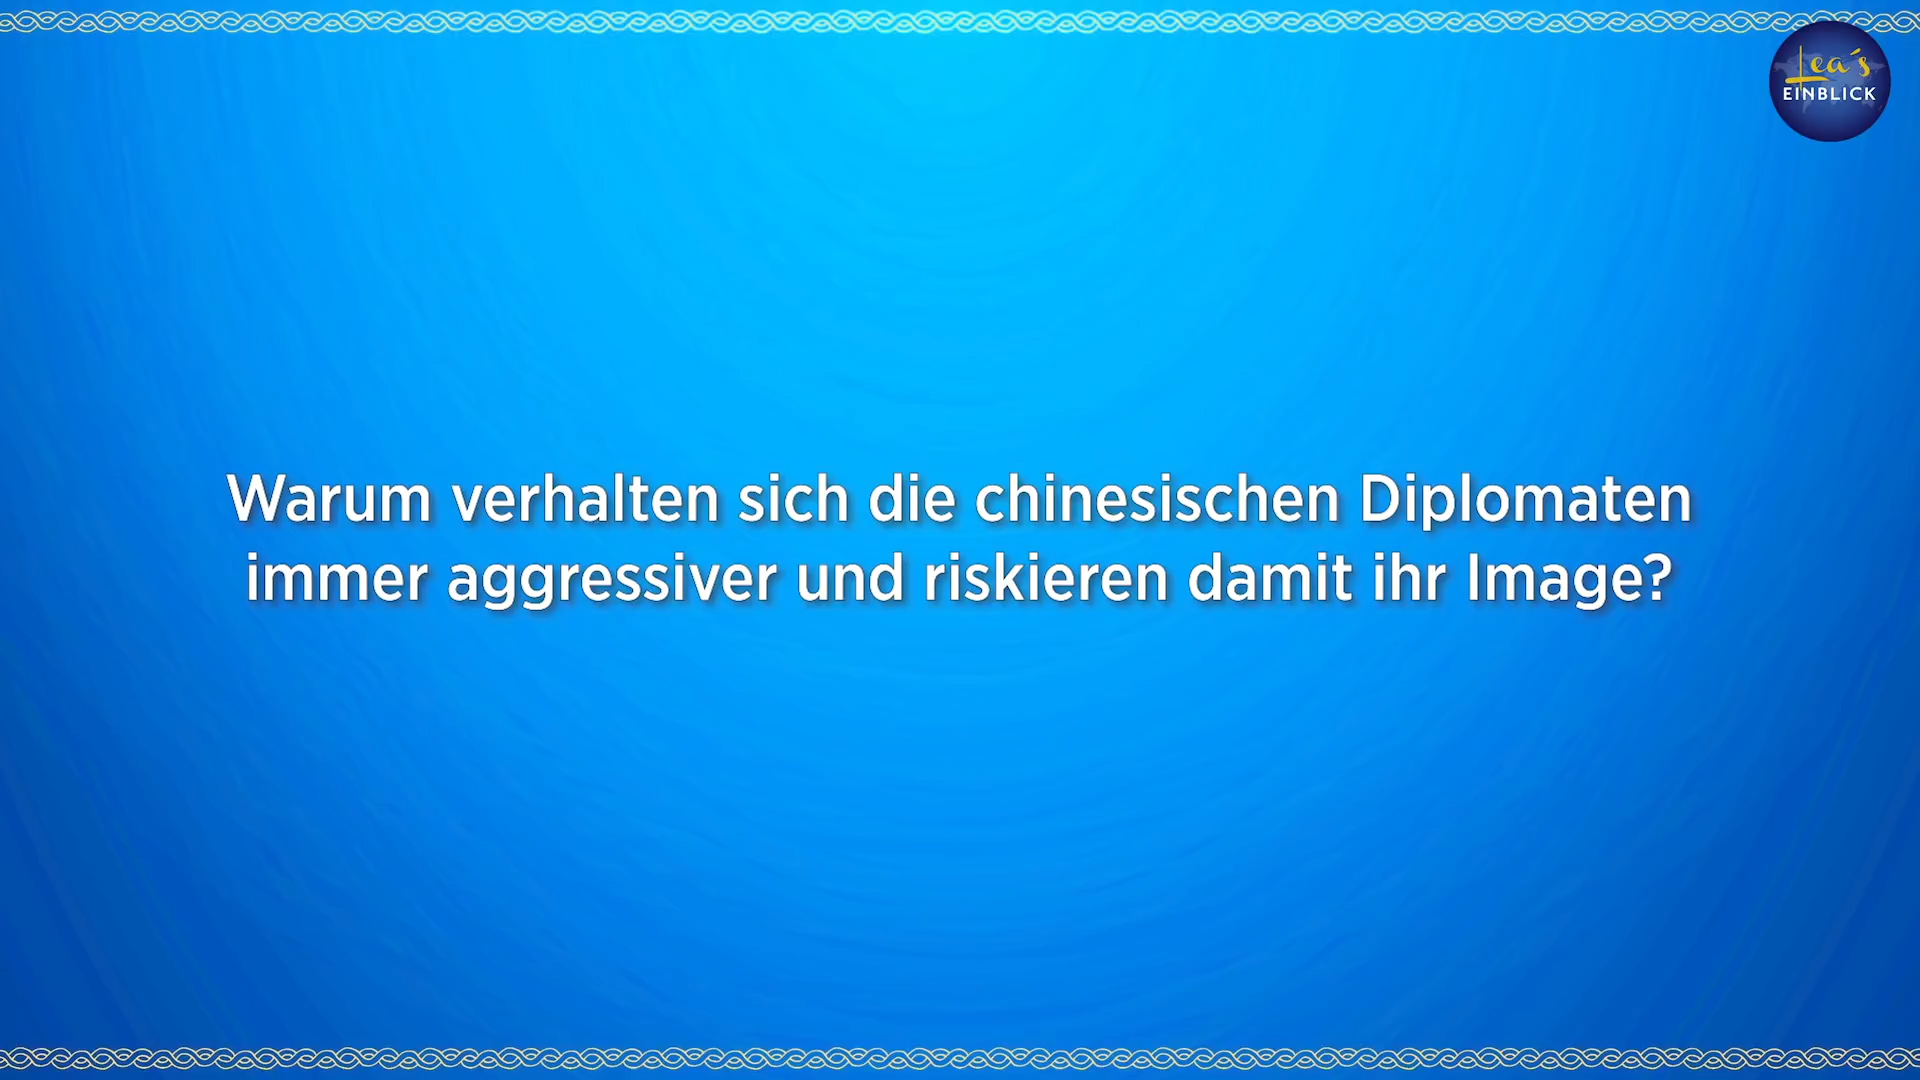 Lea´s
EINBLICK
Warum verhalten sich die chinesischen Diplomaten
immer aggressiver und riskieren damit ihr Image?